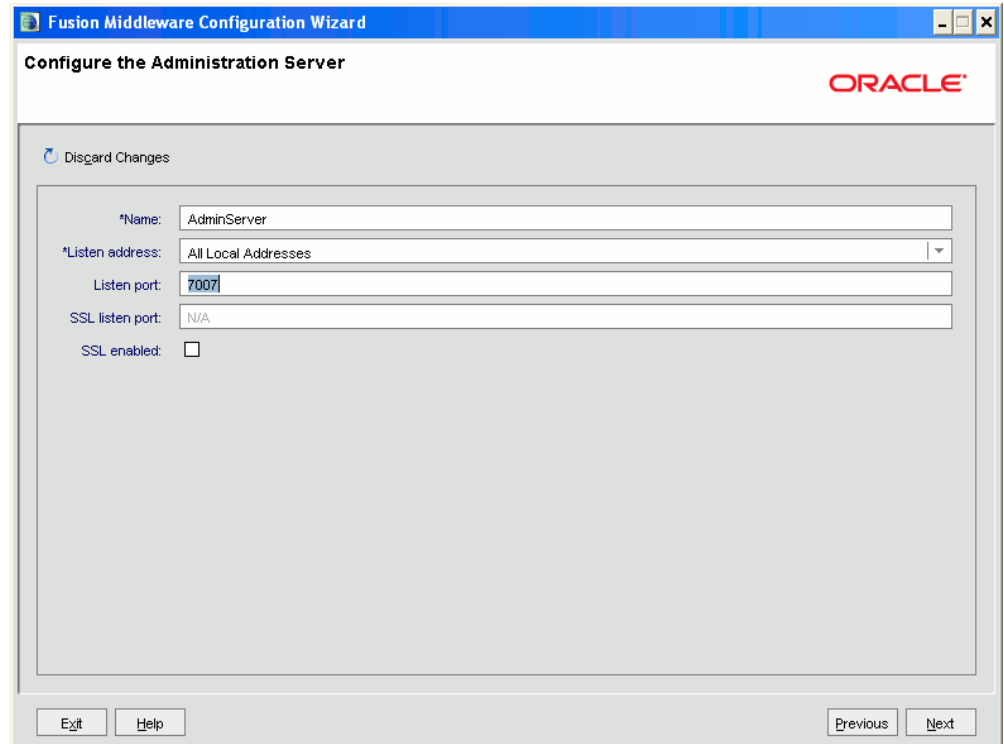 Fusion Middleware Configuration Wizard
Configure the Administration Server
ORACLE
Discard Changes
*Name: AdminServer
*Listen address: All Local Addresses
Listen port: 7007
SSL listen port: N/A
SSL enabled:
Exit Help Previous Next